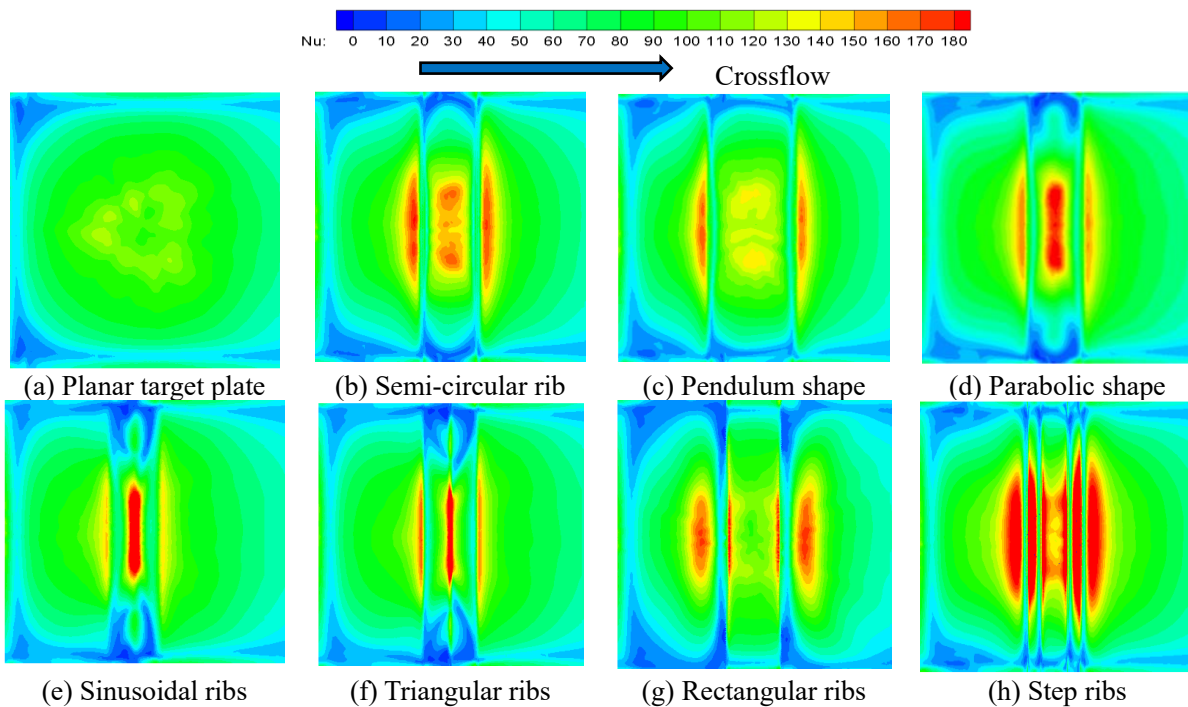 Nu: 0 10 20 30 40 50 60 70 80 90 100 110 120 130 140 150 160 170 180
Crossflow
(a) Planar target plate (b) Semi-circular rib (c) Pendulum shape (d) Parabolic shape
(e) Sinusoidal ribs (f) Triangular ribs (g) Rectangular ribs (h) Step ribs